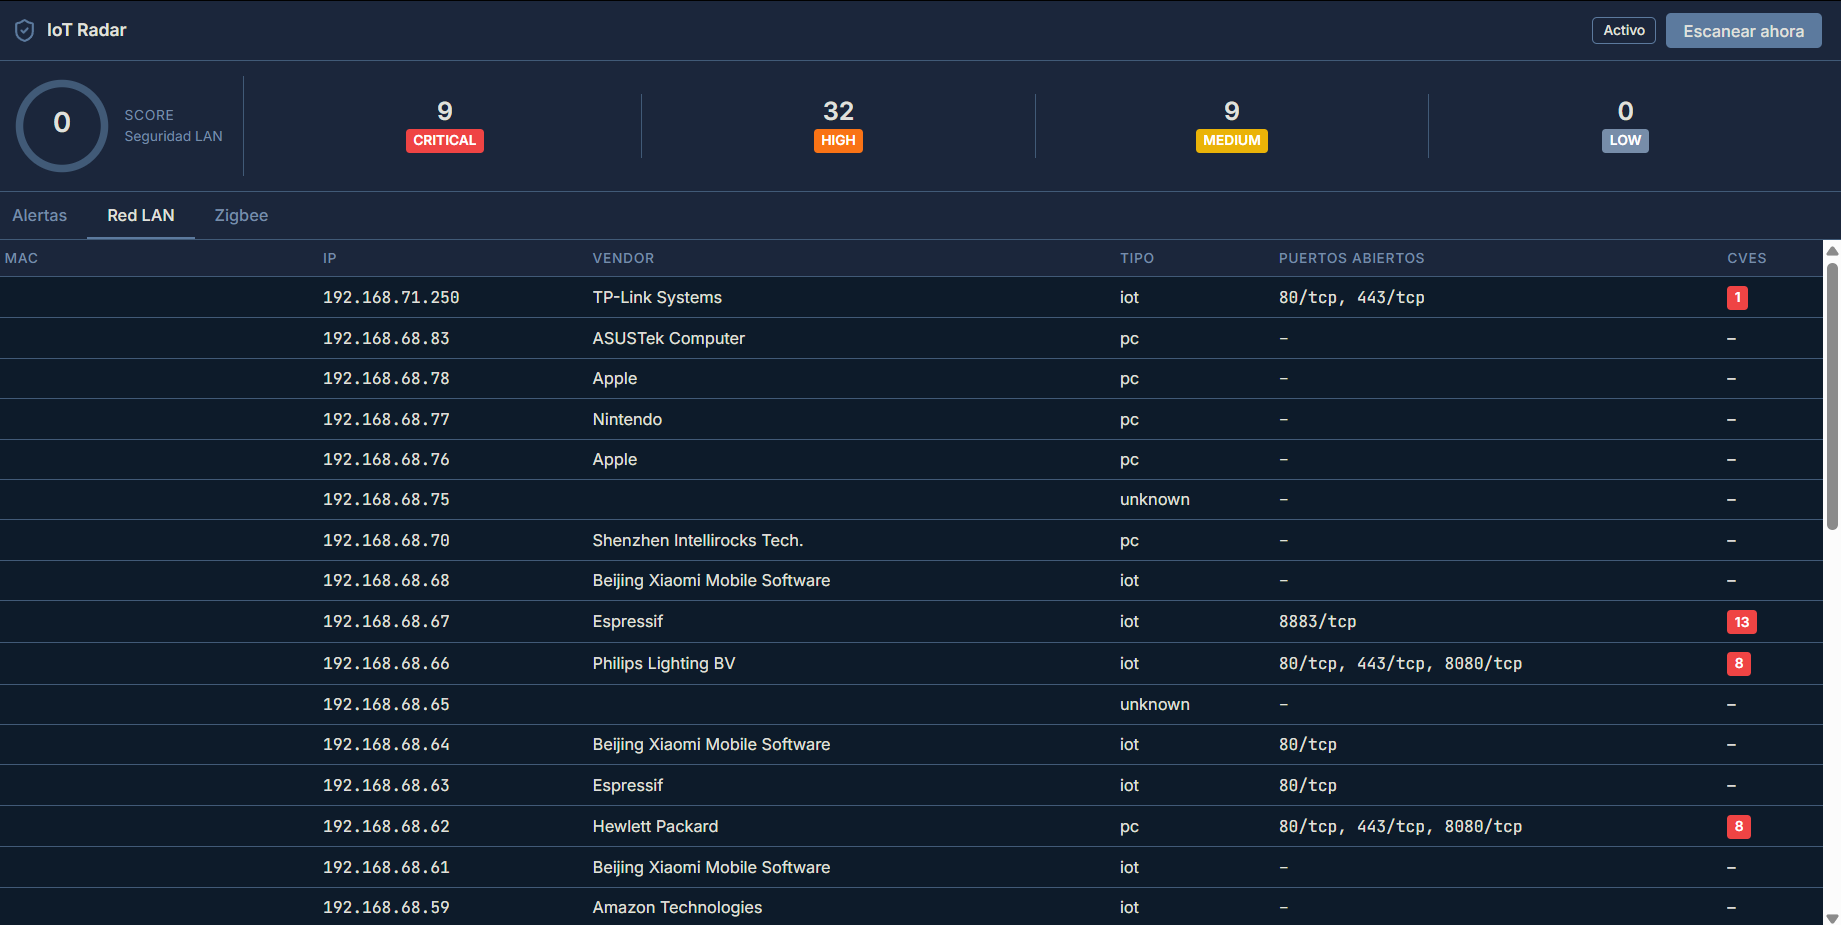 IoT Radar
Activo
Escanear ahora
0
SCORE
Seguridad LAN
9
CRITICAL
32
HIGH
9
MEDIUM
0
LOW
Alertas
Red LAN
Zigbee
MAC IP VENDOR TIPO PUERTOS ABIERTOS CVES
192.168.71.250 TP-Link Systems iot 80/tcp, 443/tcp 1
192.168.68.83 ASUSTek Computer pc – –
192.168.68.78 Apple pc – –
192.168.68.77 Nintendo pc – –
192.168.68.76 Apple pc – –
192.168.68.75 unknown – –
192.168.68.70 Shenzhen Intellirocks Tech. pc – –
192.168.68.68 Beijing Xiaomi Mobile Software iot – –
192.168.68.67 Espressif iot 8883/tcp 13
192.168.68.66 Philips Lighting BV iot 80/tcp, 443/tcp, 8080/tcp 8
192.168.68.65 unknown – –
192.168.68.64 Beijing Xiaomi Mobile Software iot 80/tcp –
192.168.68.63 Espressif iot 80/tcp –
192.168.68.62 Hewlett Packard pc 80/tcp, 443/tcp, 8080/tcp 8
192.168.68.61 Beijing Xiaomi Mobile Software iot – –
192.168.68.59 Amazon Technologies iot – –